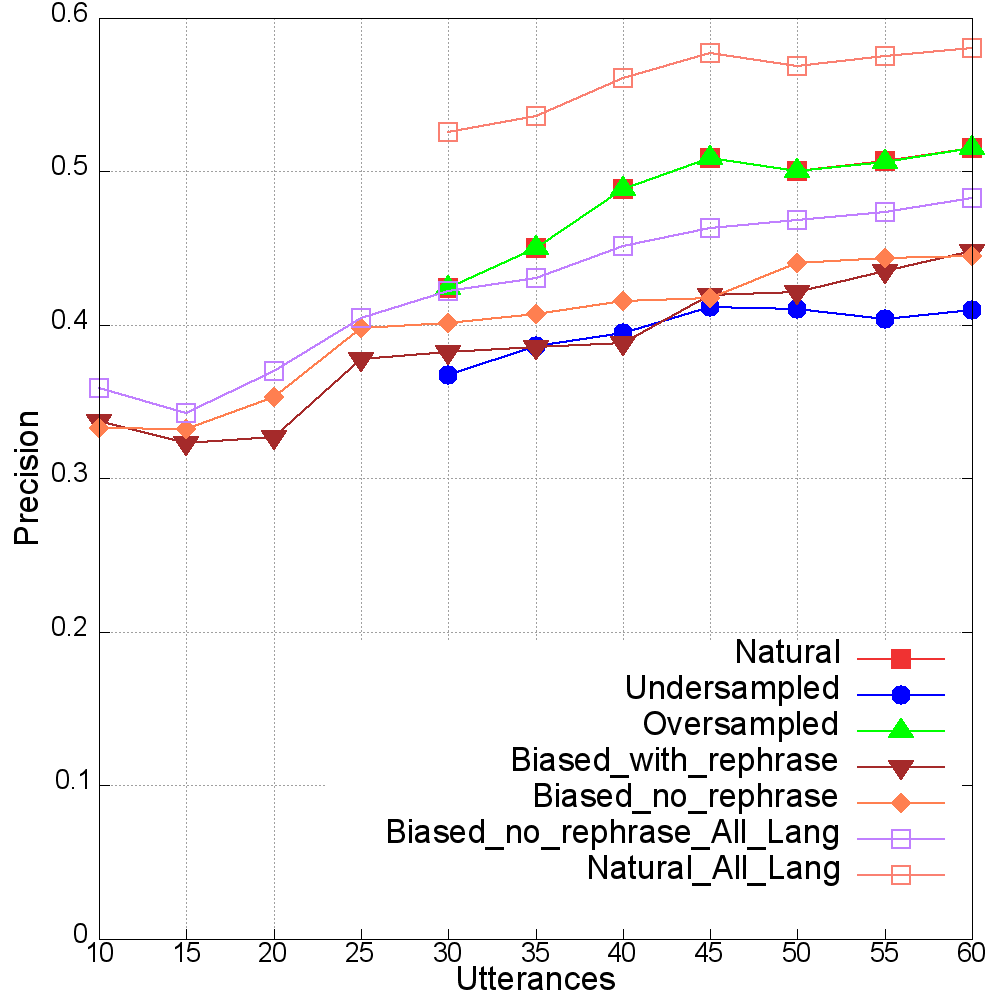 0.6
0.5
0.4
0.3
0.2
0.1
0
Precision
Natural
Undersampled
Oversampled
Biased_with_rephrase
Biased_no_rephrase
Biased_no_rephrase_All_Lang
Natural_All_Lang
10 15 20 25 30 35 40 45 50 55 60
Utterances